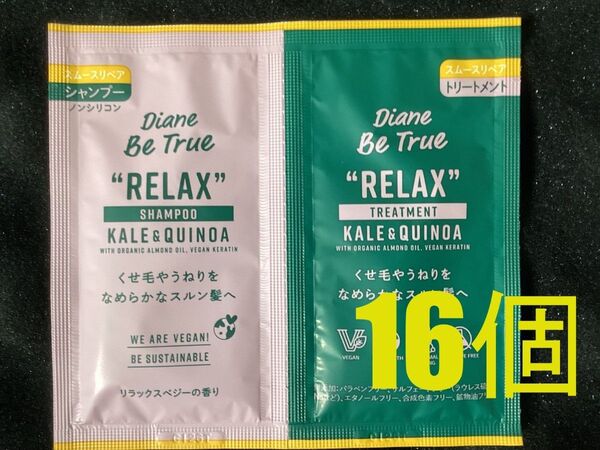 スムースリペア
シャンプー
ノンシリコン
Diane
Be True
"RELAX"
SHAMPOO
KALE & QUINOA
WITH ORGANIC ALMOND OIL, VEGAN KERATIN
くせ毛やうねりを
なめらかなスルン髪へ
WE ARE VEGAN!
BE SUSTAINABLE
リラックスベジーの香り
スムースリペア
トリートメント
Diane
Be True
"RELAX"
TREATMENT
KALE & QUINOA
WITH ORGANIC ALMOND OIL, VEGAN KERATIN
くせ毛やうねりを
なめらかなスルン髪へ
16個
VEGAN
FREE
パラベンフリー、
エタノールフリー、合成色素フリー、鉱物油フ